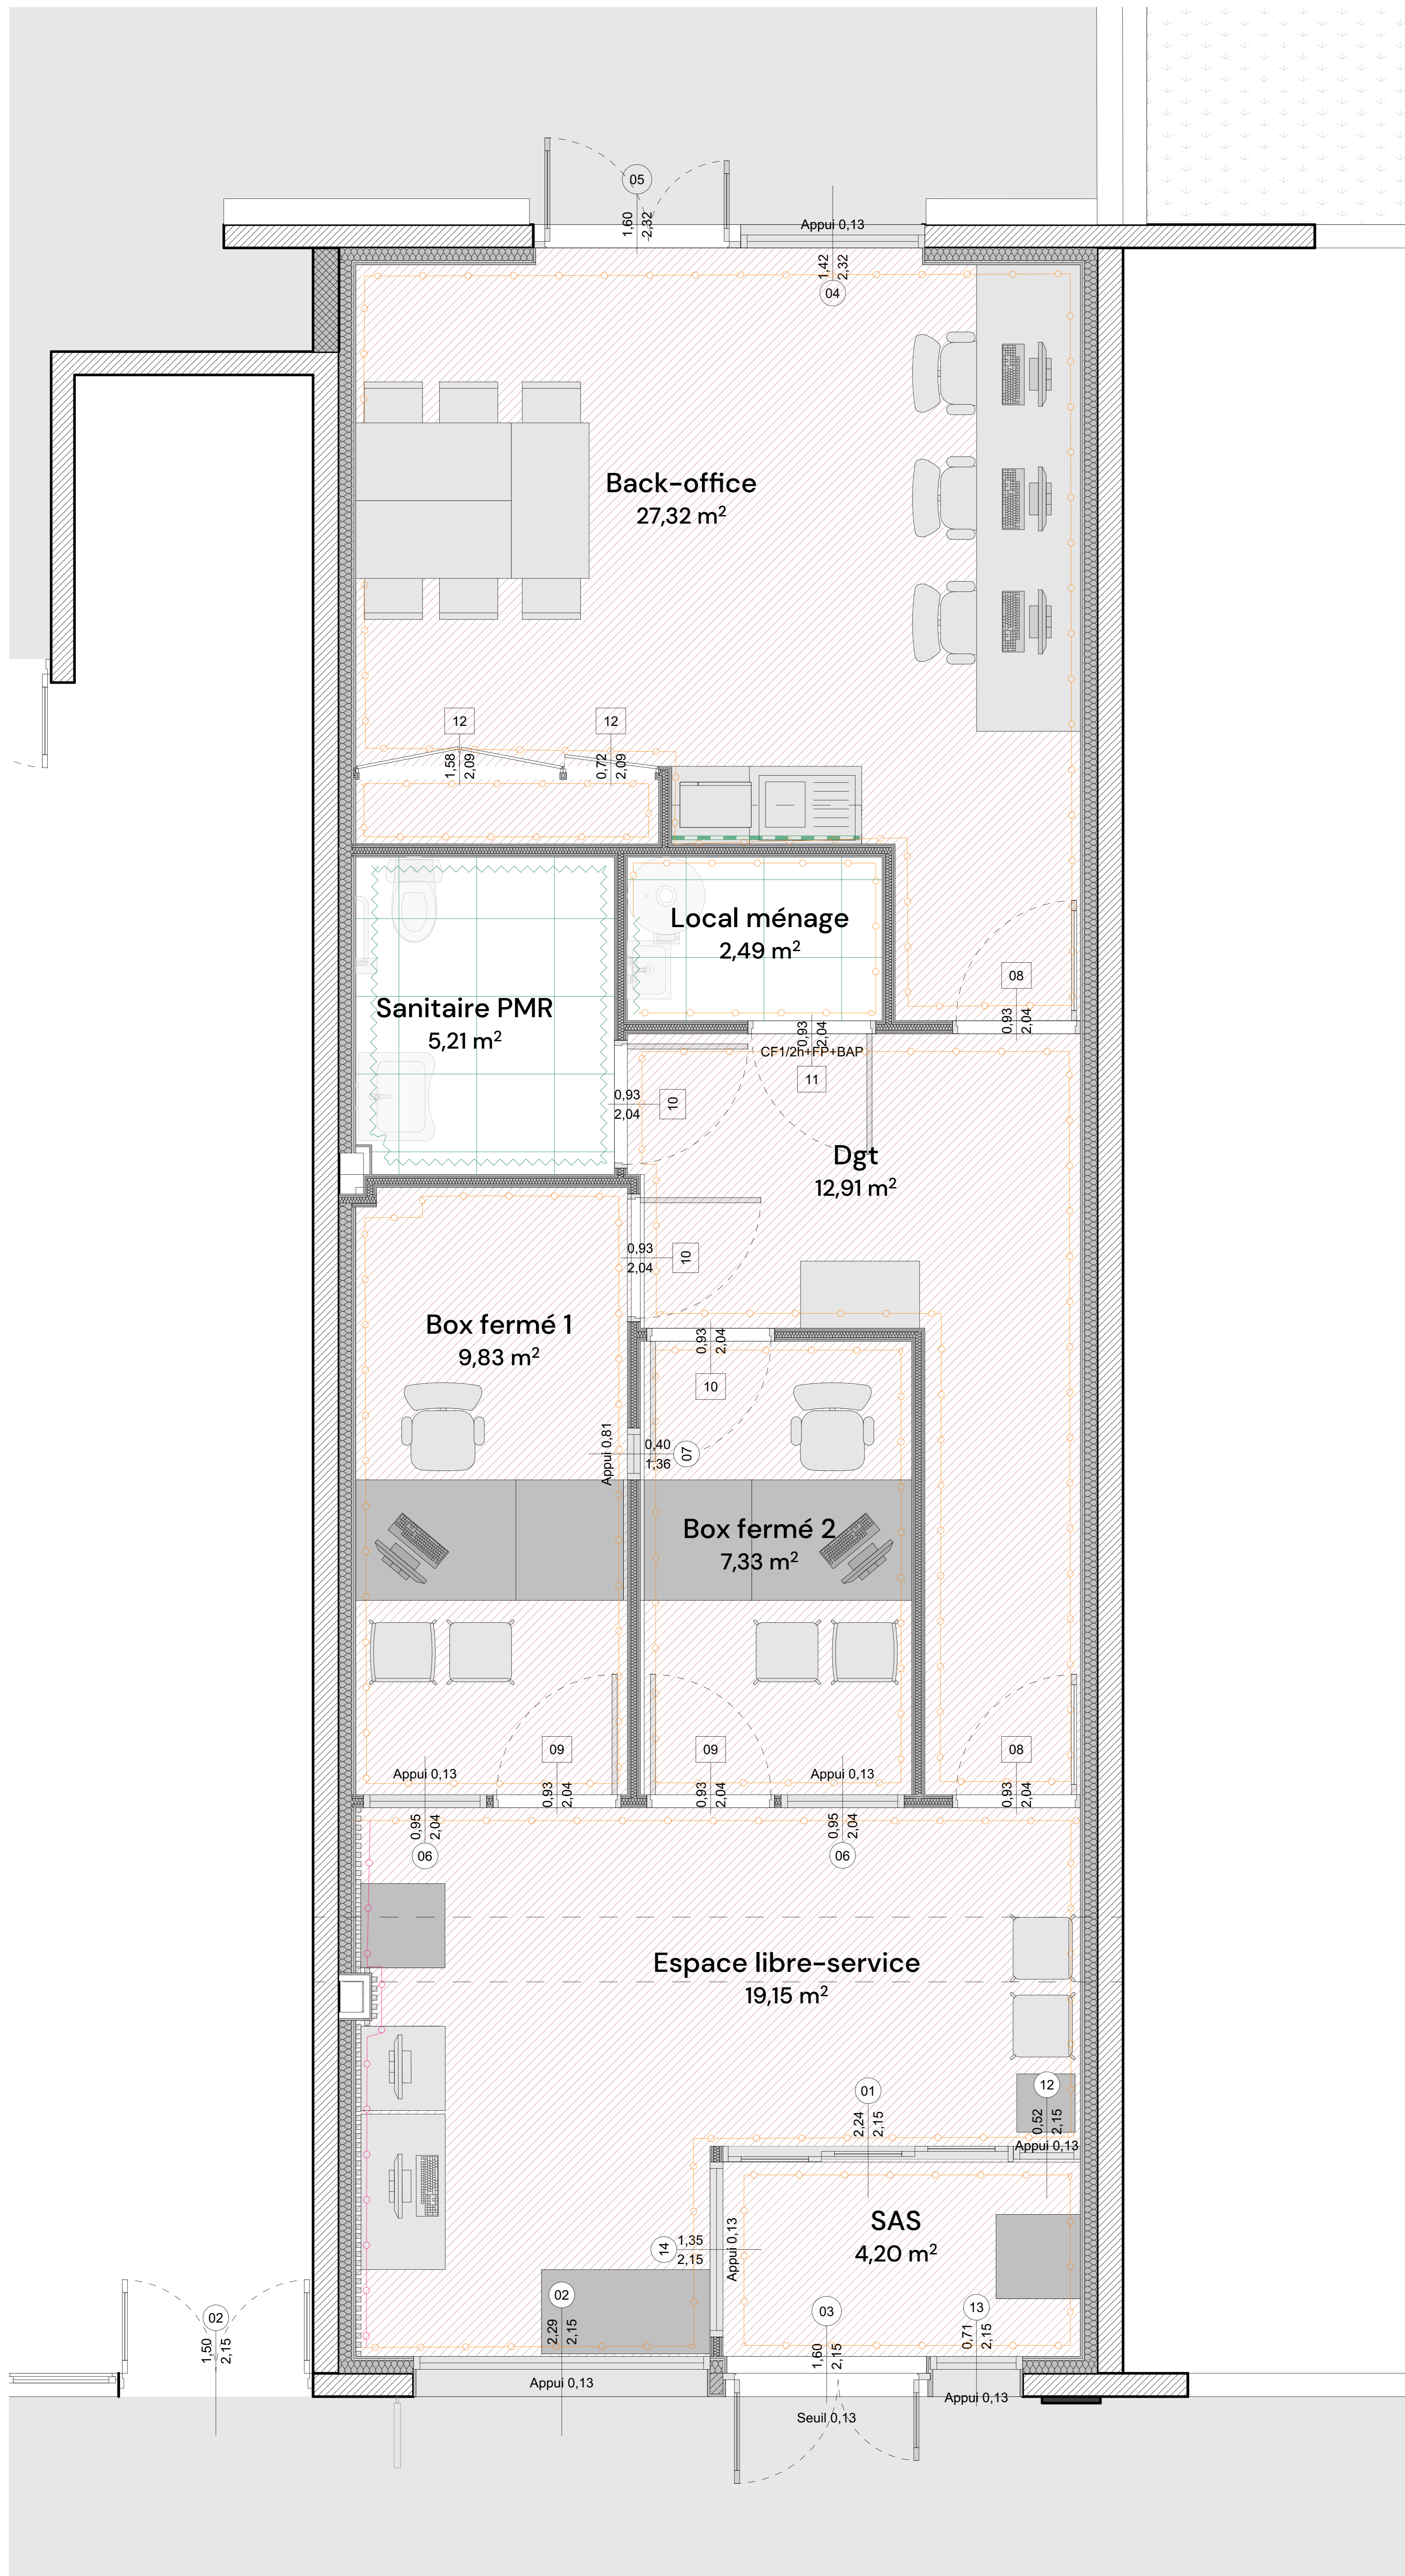 05
1,60
2,32
Appui 0,13
1,42
2,32
04
Back-office
27,32 m²
12
1,58
2,09
12
0,72
2,09
Local ménage
2,49 m²
08
0,93
2,04
Sanitaire PMR
5,21 m²
0,93
2,04
CF1/2h+FP+BAP
11
0,93
2,04
10
Dgt
12,91 m²
0,93
2,04
10
Box fermé 1
9,83 m²
0,93
2,04
10
Appui 0,81
0,40
1,36
07
Box fermé 2
7,33 m²
09
0,93
2,04
09
0,93
2,04
08
0,93
2,04
Appui 0,13
0,95
2,04
06
Appui 0,13
0,95
2,04
06
Espace libre-service
19,15 m²
01
2,24
2,15
12
0,52
2,15
Appui 0,13
SAS
4,20 m²
14
1,35
2,15
Appui 0,13
02
1,50
2,15
02
2,29
2,15
Appui 0,13
03
1,60
2,15
Seuil 0,13
13
0,71
2,15
Appui 0,13